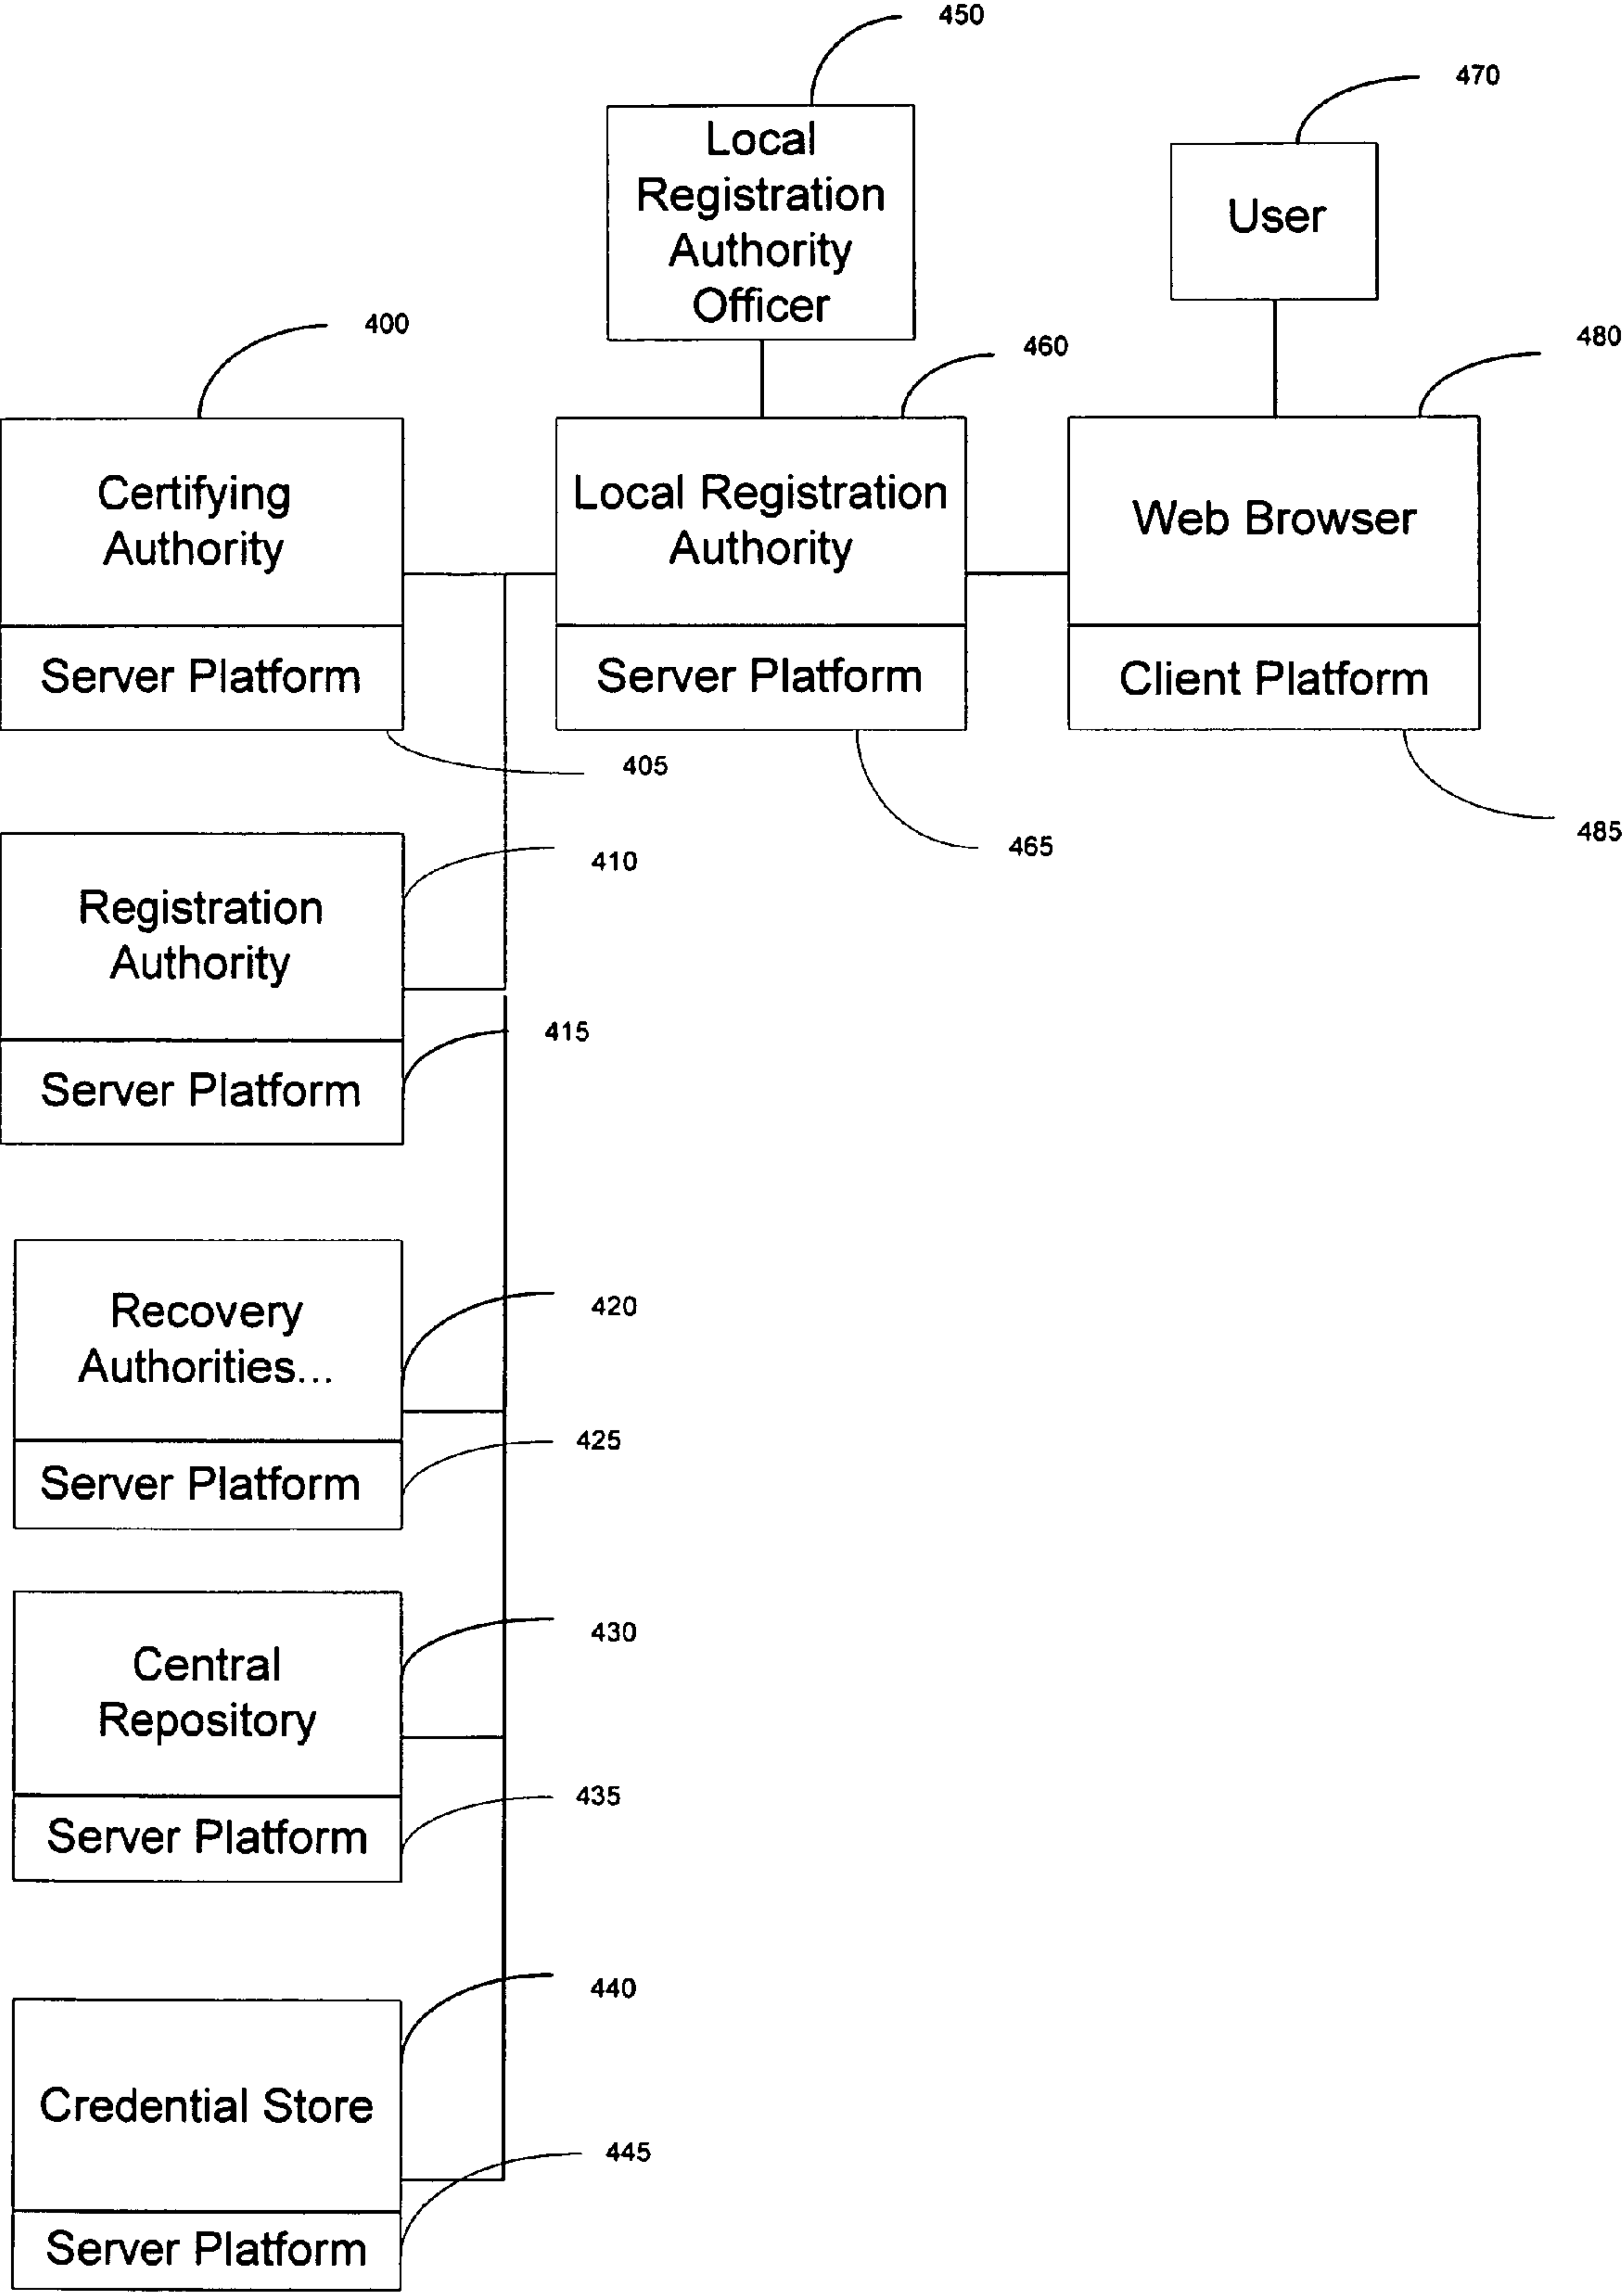 450
470
Local
Registration
Authority
Officer
User
400
460
480
Certifying
Authority
Local Registration
Authority
Web Browser
Server Platform
Server Platform
Client Platform
405
465
485
410
Registration
Authority
415
Server Platform
Recovery
Authorities...
420
425
Server Platform
430
Central
Repository
435
Server Platform
440
Credential Store
445
Server Platform